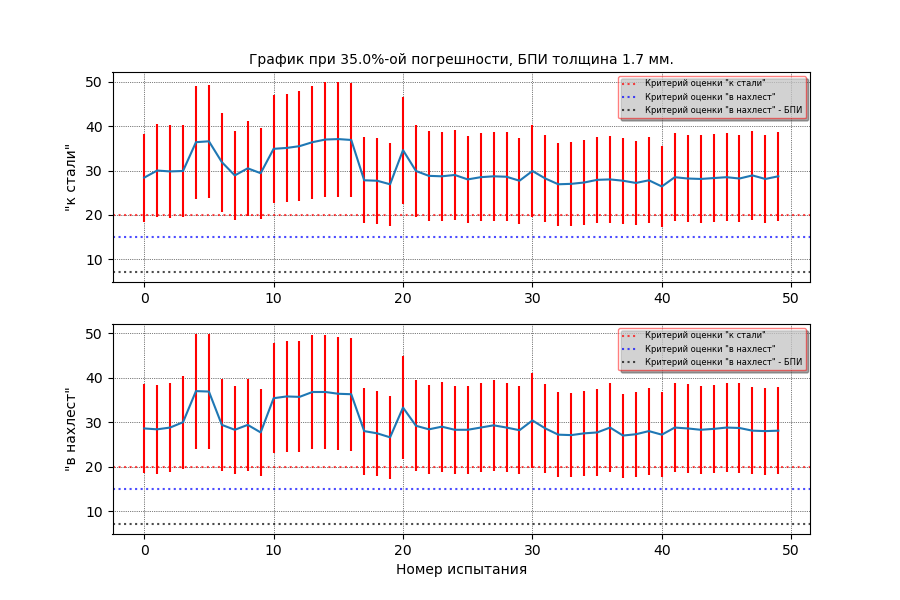 График при 35.0%-ой погрешности, БПИ толщина 1.7 мм.
"к стали"
50
40
30
20
10
Критерий оценки "к стали"
Критерий оценки "в нахлест"
Критерий оценки "в нахлест" - БПИ
0 10 20 30 40 50
"в нахлест"
50
40
30
20
10
Критерий оценки "к стали"
Критерий оценки "в нахлест"
Критерий оценки "в нахлест" - БПИ
0 10 20 30 40 50
Номер испытания